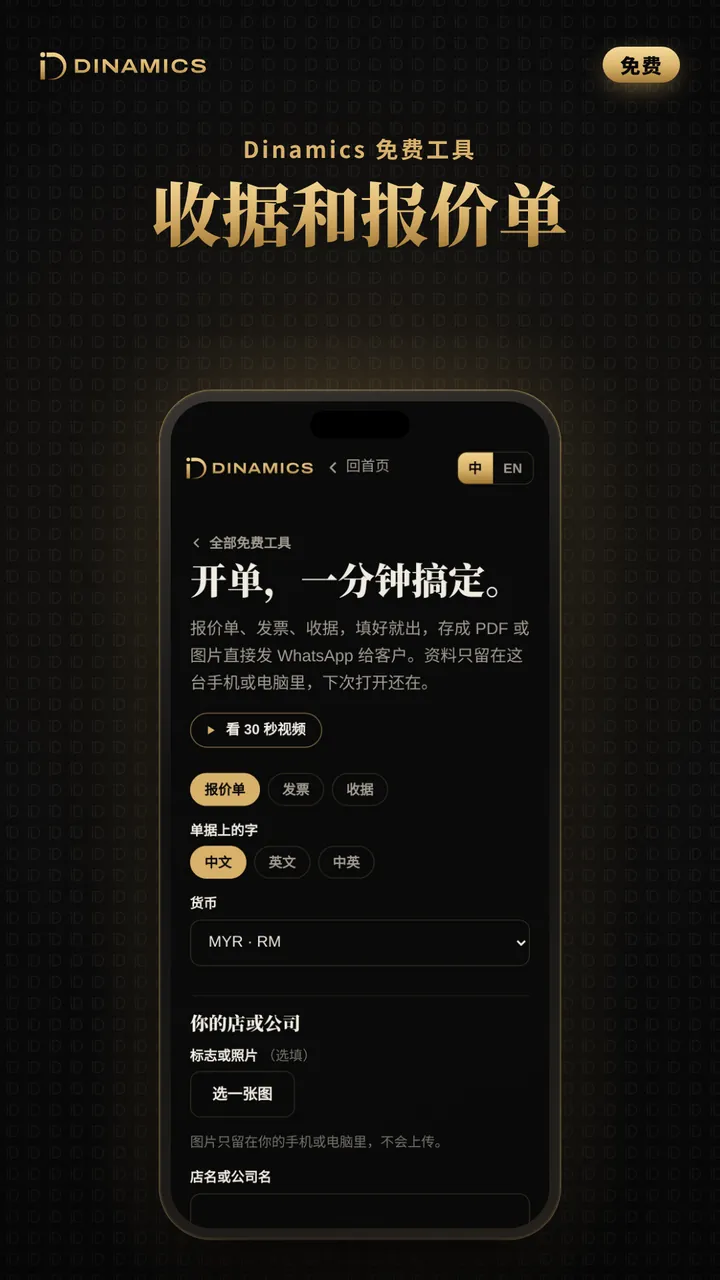 DINAMICS
免费
Dinamics 免费工具
收据和报价单
DINAMICS
回首页
中 EN
全部免费工具
开单，一分钟搞定。
报价单、发票、收据，填好就出，存成 PDF 或
图片直接发 WhatsApp 给客户。资料只留在这
台手机或电脑里，下次打开还在。
看 30 秒视频
报价单 发票 收据
单据上的字
中文 英文 中英
货币
MYR · RM
你的店或公司
标志或照片 （选填）
选一张图
图片只留在你的手机或电脑里，不会上传。
店名或公司名